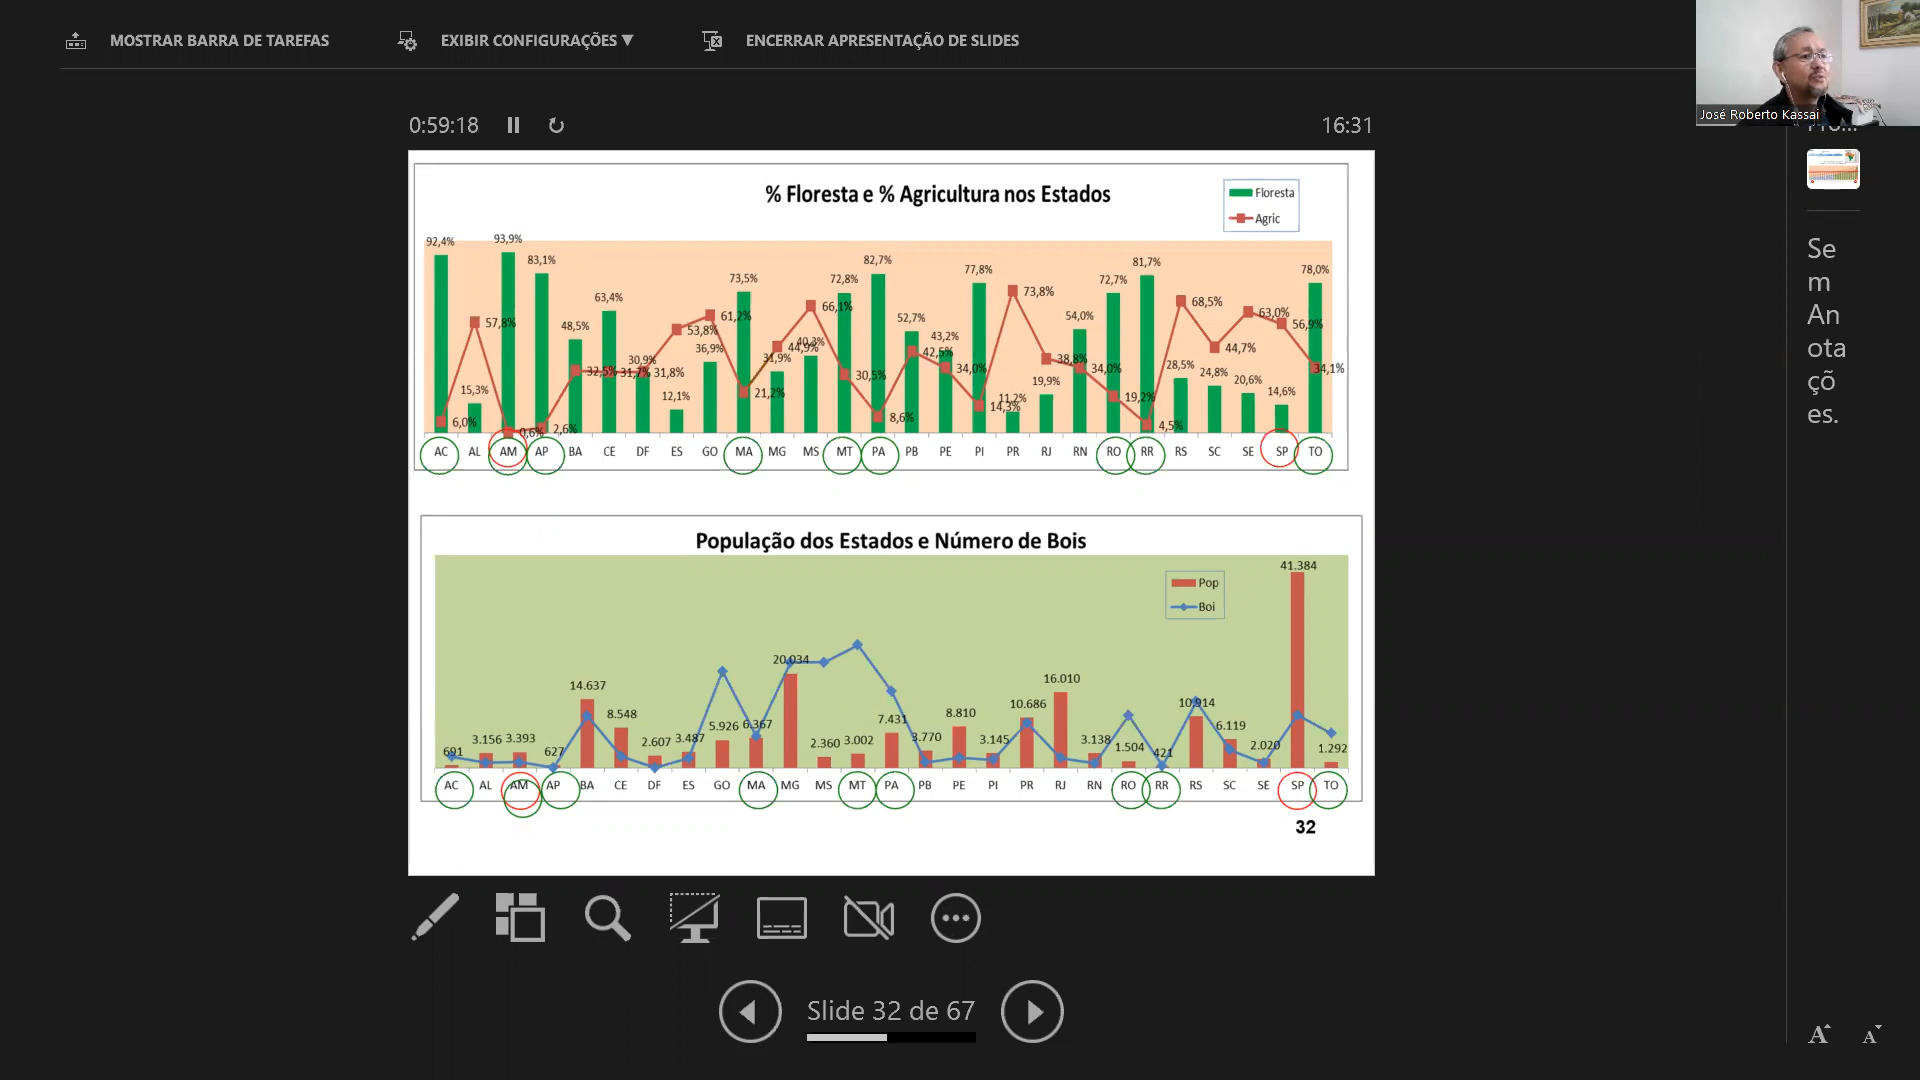 MOSTRAR BARRA DE TAREFAS
EXIBIR CONFIGURAÇÕES ▼
ENCERRAR APRESENTAÇÃO DE SLIDES
José Roberto Kassai
0:59:18
16:31
% Floresta e % Agricultura nos Estados
Floresta
Agric
92,4% 93,9% 83,1% 48,5% 63,4% 30,9% 12,1% 36,9% 73,5% 31,9% 40,3% 72,8% 82,7% 52,7% 43,2% 77,8% 11,2% 19,9% 54,0% 72,7% 81,7% 28,5% 24,8% 20,6% 14,6% 78,0%
15,3%
6,0% 57,8% 0,6% 2,6% 32,5% 31,7% 31,8% 53,8% 61,2% 21,2% 44,9% 66,1% 30,5% 8,6% 42,5% 34,0% 14,3% 73,8% 38,8% 34,0% 19,2% 4,5% 68,5% 44,7% 63,0% 56,9% 34,1%
AC AL AM AP BA CE DF ES GO MA MG MS MT PA PB PE PI PR RJ RN RO RR RS SC SE SP TO
População dos Estados e Número de Bois
Pop
Boi
691 3.156 3.393 627 14.637 8.548 2.607 3.487 5.926 6.367 20.034 2.360 3.002 7.431 3.770 8.810 3.145 10.686 16.010 3.138 1.504 421 10.914 6.119 2.020 41.384 1.292
AC AL AM AP BA CE DF ES GO MA MG MS MT PA PB PE PI PR RJ RN RO RR RS SC SE SP TO
32
Slide 32 de 67
Se
m
An
ota
çõ
es.
A A